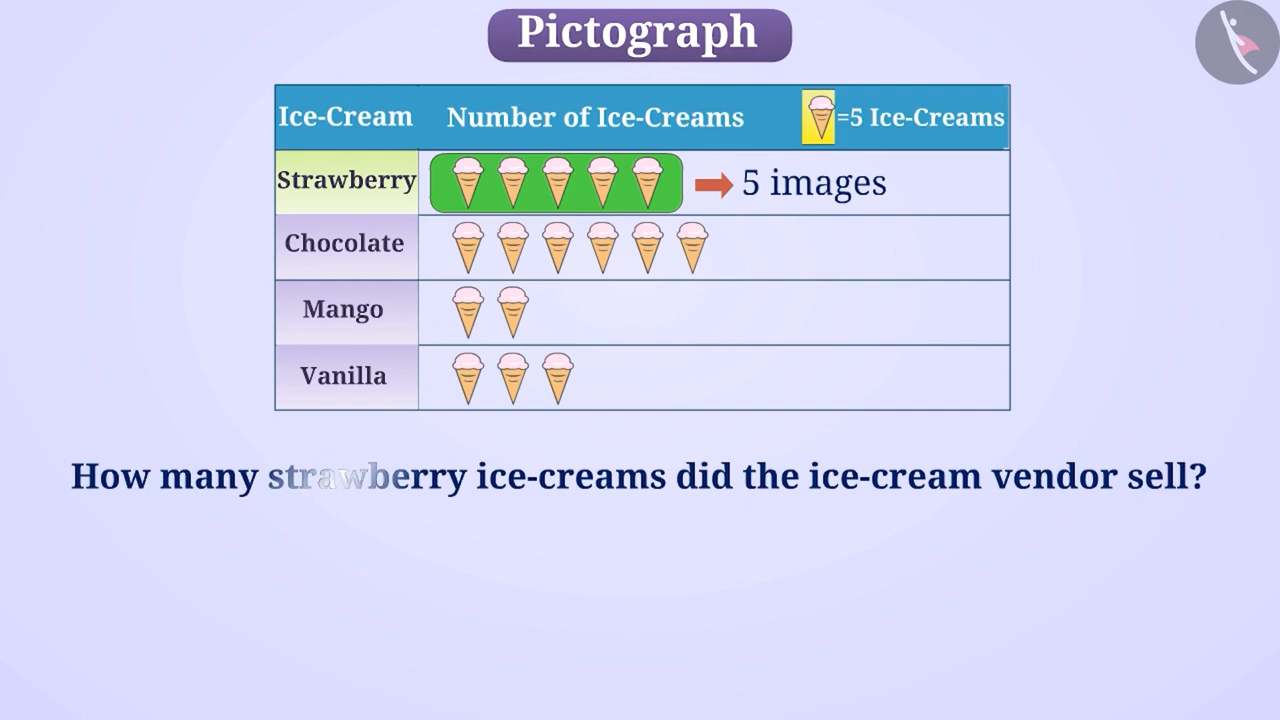 Pictograph
Ice-Cream Number of Ice-Creams =5 Ice-Creams
Strawberry 5 images
Chocolate
Mango
Vanilla
How many strawberry ice-creams did the ice-cream vendor sell?